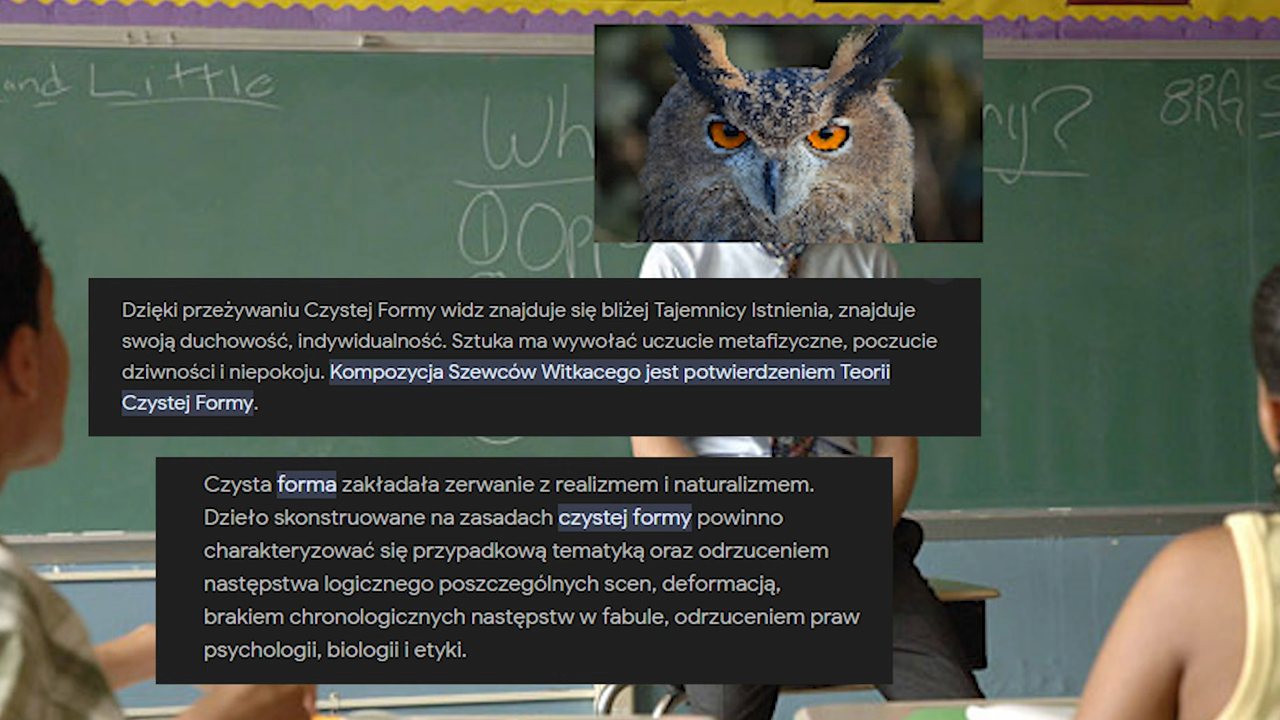 and Little
Wh
ny?
8RG
① Opp
Dzięki przeżywaniu Czystej Formy widz znajduje się bliżej Tajemnicy Istnienia, znajduje
swoją duchowość, indywidualność. Sztuka ma wywołać uczucie metafizyczne, poczucie
dziwności i niepokoju. Kompozycja Szewców Witkacego jest potwierdzeniem Teorii
Czystej Formy.
Czysta forma zakładała zerwanie z realizmem i naturalizmem.
Dzieło skonstruowane na zasadach czystej formy powinno
charakteryzować się przypadkową tematyką oraz odrzuceniem
następstwa logicznego poszczególnych scen, deformacją,
brakiem chronologicznych następstw w fabule, odrzuceniem praw
psychologii, biologii i etyki.